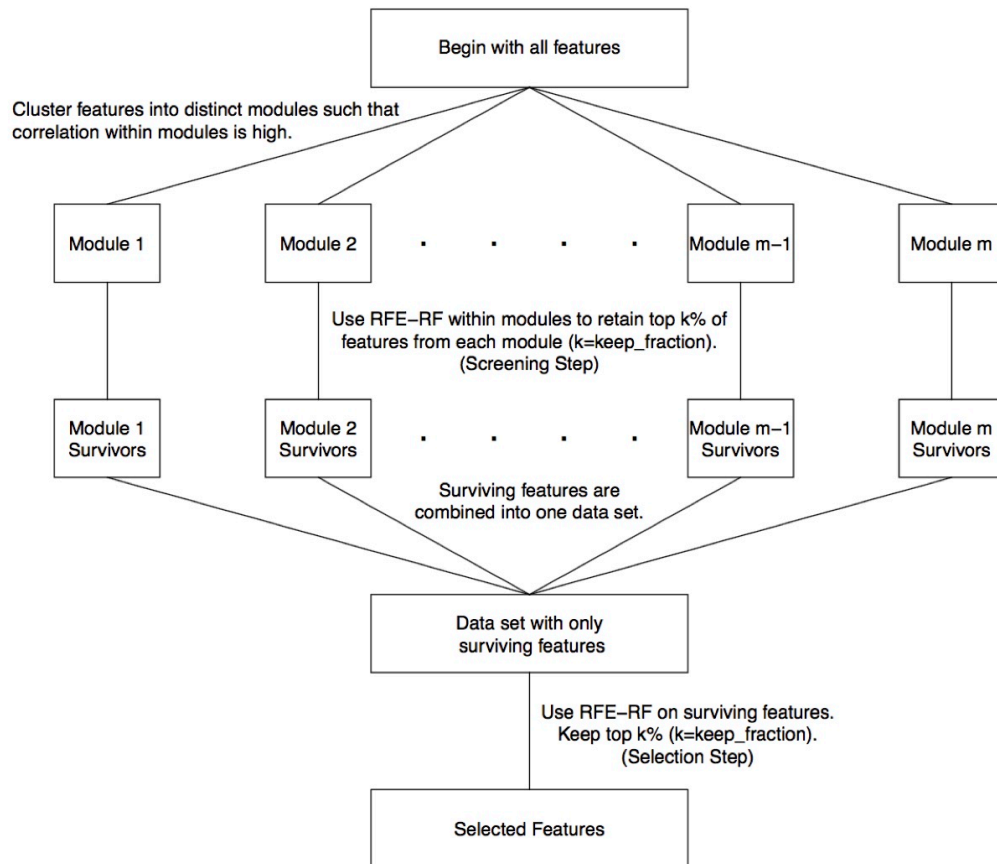 Begin with all features
Cluster features into distinct modules such that
correlation within modules is high.
Module 1
Module 2
. . . .
Module m−1
Module m
Use RFE−RF within modules to retain top k% of
features from each module (k=keep_fraction).
(Screening Step)
Module 1
Survivors
Module 2
Survivors
. . . .
Module m−1
Survivors
Module m
Survivors
Surviving features are
combined into one data set.
Data set with only
surviving features
Use RFE−RF on surviving features.
Keep top k% (k=keep_fraction).
(Selection Step)
Selected Features